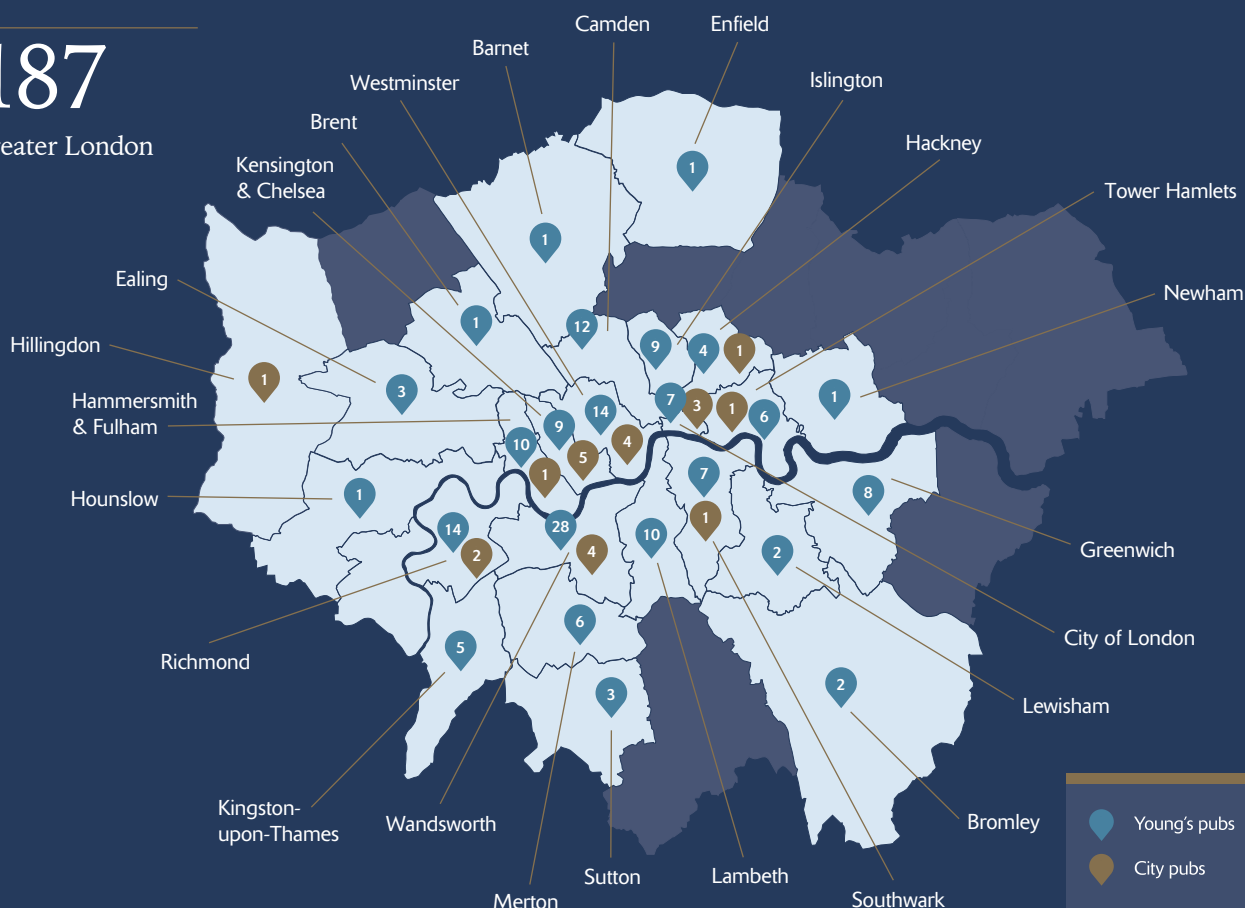 187
Greater London
Camden
Enfield
Barnet
Westminster
Islington
Brent
Hackney
Kensington
& Chelsea
Tower Hamlets
Ealing
Newham
Hillingdon
Hammersmith
& Fulham
Hounslow
Greenwich
City of London
Richmond
Lewisham
Kingston-
upon-Thames
Wandsworth
Bromley
Sutton
Lambeth
Merton
Southwark
1
1
1
12
9
4
1
1
3
7
3
1
6
1
14
9
4
10
5
1
7
8
1
14
2
28
4
10
1
2
5
6
3
2
Young's pubs
City pubs